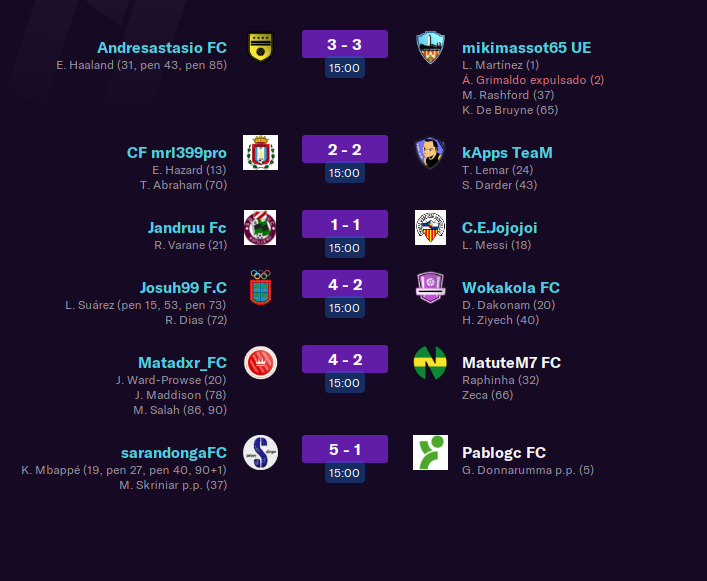 Andresastasio FC 3 - 3 mikimassot65 UE
E. Haaland (31, pen 43, pen 85) 15:00 L. Martínez (1)
Á. Grimaldo expulsado (2)
M. Rashford (37)
K. De Bruyne (65)
CF mrl399pro 2 - 2 kApps TeaM
E. Hazard (13) 15:00 T. Lemar (24)
T. Abraham (70) S. Darder (43)
Jandruu Fc 1 - 1 C.E.Jojojoi
R. Varane (21) 15:00 L. Messi (18)
Josuh99 F.C 4 - 2 Wokakola FC
L. Suárez (pen 15, 53, pen 73) 15:00 D. Dakonam (20)
R. Dias (72) H. Ziyech (40)
Matadxr_FC 4 - 2 MatuteM7 FC
J. Ward-Prowse (20) 15:00 Raphinha (32)
J. Maddison (78) Zeca (66)
M. Salah (86, 90)
sarandongaFC 5 - 1 Pablogc FC
K. Mbappé (19, pen 27, pen 40, 90+1) 15:00 G. Donnarumma p.p. (5)
M. Skriniar p.p. (37)